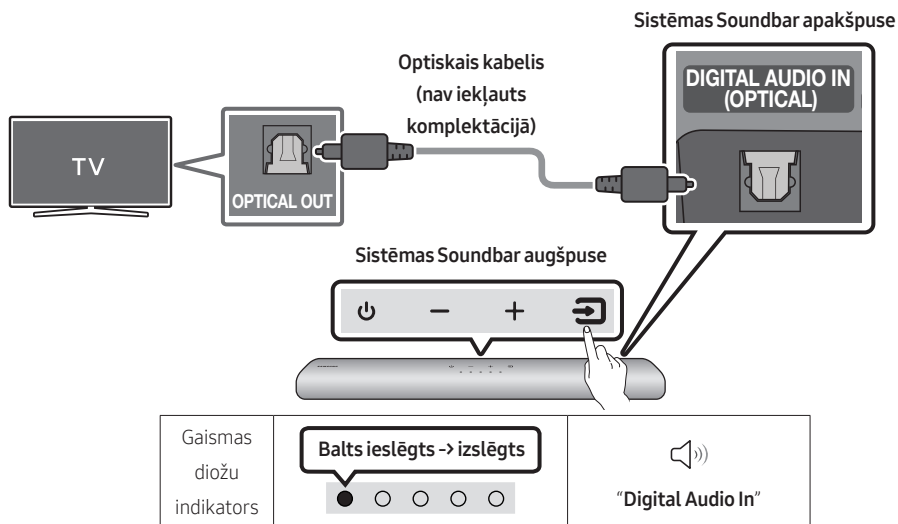 Sistēmas Soundbar apakšpuse
Optiskais kabelis
(nav iekļauts
komplektācijā)
DIGITAL AUDIO IN
(OPTICAL)
TV
OPTICAL OUT
Sistēmas Soundbar augšpuse
Gaismas
diožu
indikators
Balts ieslēgts -> izslēgts
“Digital Audio In”